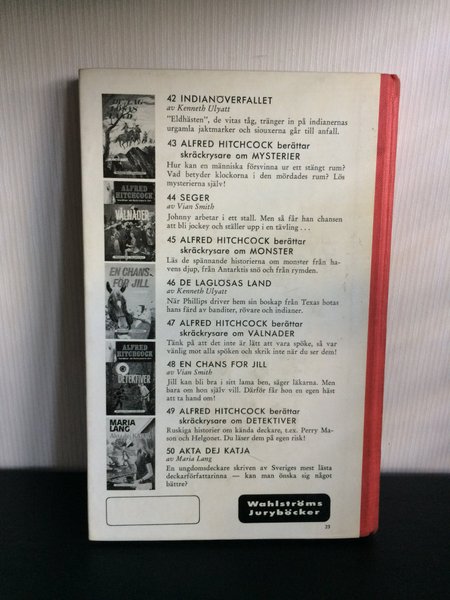 42 INDIANÖVERFALLET
av Kenneth Ulyatt
"Eldhästen", de vitas tåg, tränger in på indianernas
urgamla jaktmarker och siouxerna går till anfall.
43 ALFRED HITCHCOCK berättar
skräckrysare om MYSTERIER
Hur kan en människa försvinna ur ett stängt rum?
Vad betyder klockorna i den mördades rum? Lös
mysterierna själv!
44 SEGER
av Vian Smith
Johnny arbetar i ett stall. Men så får han chansen
att bli jockey och ställer upp i en tävling . . .
45 ALFRED HITCHCOCK berättar
skräckrysare om MONSTER
Läs de spännande historierna om monster från ha-
vens djup, från Antarktis snö och från rymden.
46 DE LAGLÖSAS LAND
av Kenneth Ulyatt
När Phillips driver hem sin boskap från Texas hotas
hans färd av banditer, rövare och indianer.
47 ALFRED HITCHCOCK berättar
skräckrysare om VÅLNADER
Tänk på att det inte är lätt att vara spöke, så var
vänlig mot alla spöken och skrik inte när du ser dem!
48 EN CHANS FÖR JILL
av Vian Smith
Jill kan bli bra i sitt lama ben, säger läkarna. Men
bara om hon själv vill. Därför får hon en egen häst
att ta hand om!
49 ALFRED HITCHCOCK berättar
skräckrysare om DETEKTIVER
Ruskiga historier om kända deckare, t.ex. Perry Ma-
son och Helgonet. Du läser dem på egen risk!
50 AKTA DEJ KATJA
av Maria Lang
En ungdomsdeckare skriven av Sveriges mest lästa
deckarförfattarinna — kan man önska sig något
bättre?
LAND
ALFRED
HITCHCOCK
VÅLNADER
EN CHANS
FÖR JILL
ALFRED
HITCHCOCK
DETEKTIVER
MARIA
LANG
Wahlströms
Juryböcker
33